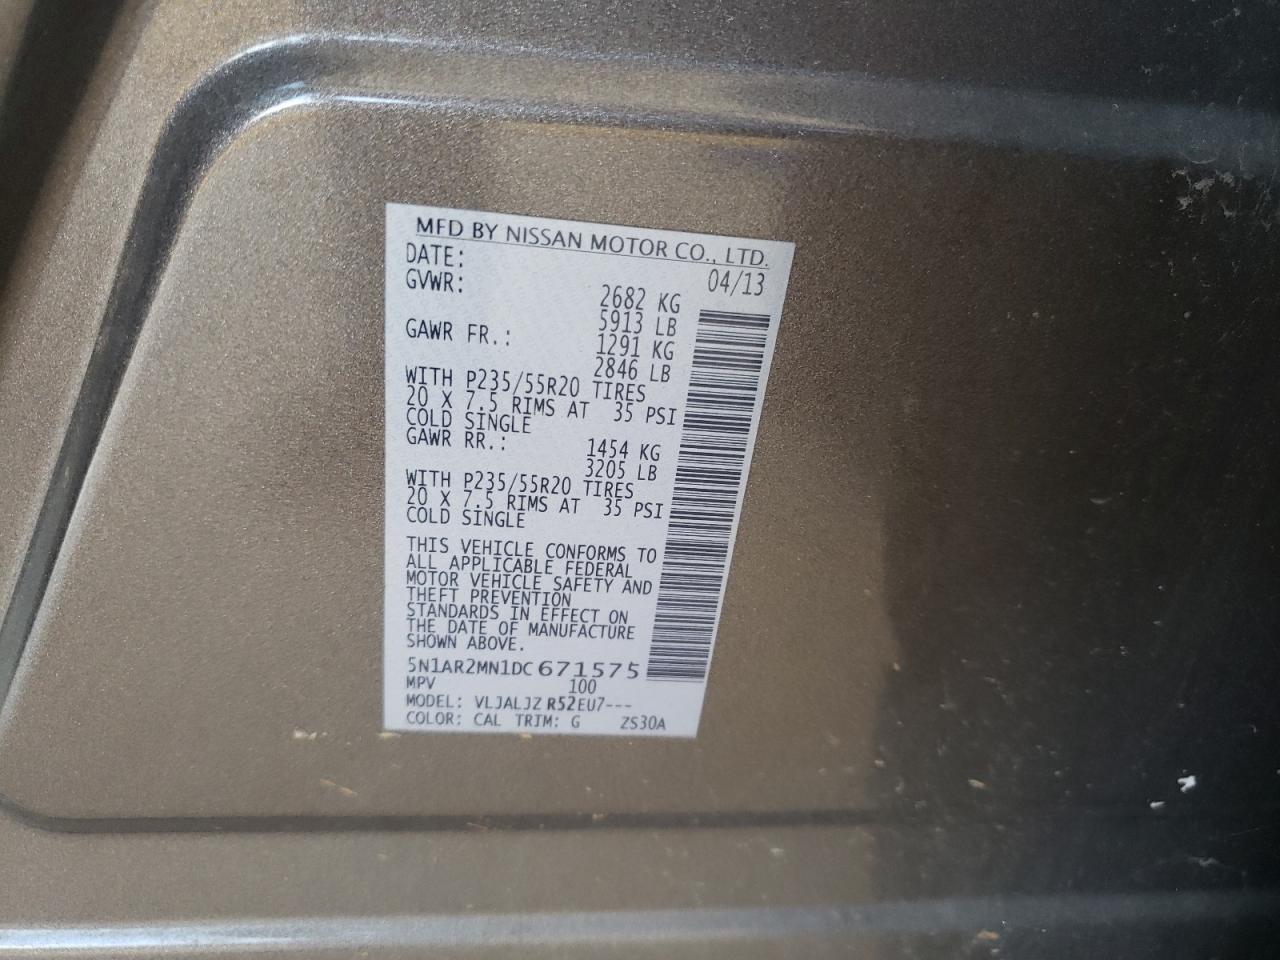 MFD BY NISSAN MOTOR CO., LTD.
DATE: 04/13
GVWR: 2682 KG
5913 LB
GAWR FR.: 1291 KG
2846 LB
WITH P235/55R20 TIRES
20 X 7.5 RIMS AT 35 PSI
COLD SINGLE
GAWR RR.: 1454 KG
3205 LB
WITH P235/55R20 TIRES
20 X 7.5 RIMS AT 35 PSI
COLD SINGLE
THIS VEHICLE CONFORMS TO
ALL APPLICABLE FEDERAL
MOTOR VEHICLE SAFETY AND
THEFT PREVENTION
STANDARDS IN EFFECT ON
THE DATE OF MANUFACTURE
SHOWN ABOVE.
5N1AR2MN1DC671575
MPV 100
MODEL: VLJALJZ R52EU7---
COLOR: CAL TRIM: G ZS30A